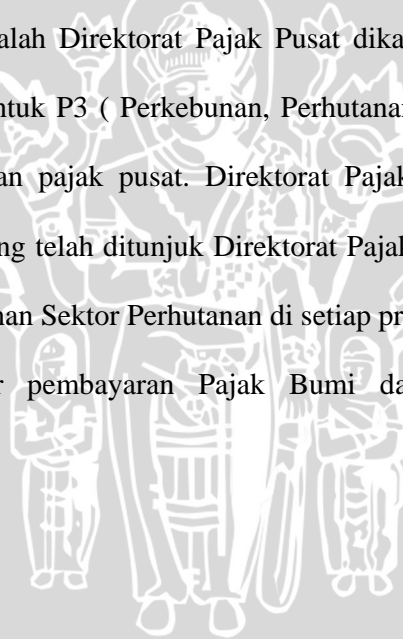 alah Direktorat Pajak Pusat dika
ntuk P3 ( Perkebunan, Perhutanan
an pajak pusat. Direktorat Pajak
ng telah ditunjuk Direktorat Pajak
nan Sektor Perhutanan di setiap pr
r pembayaran Pajak Bumi da